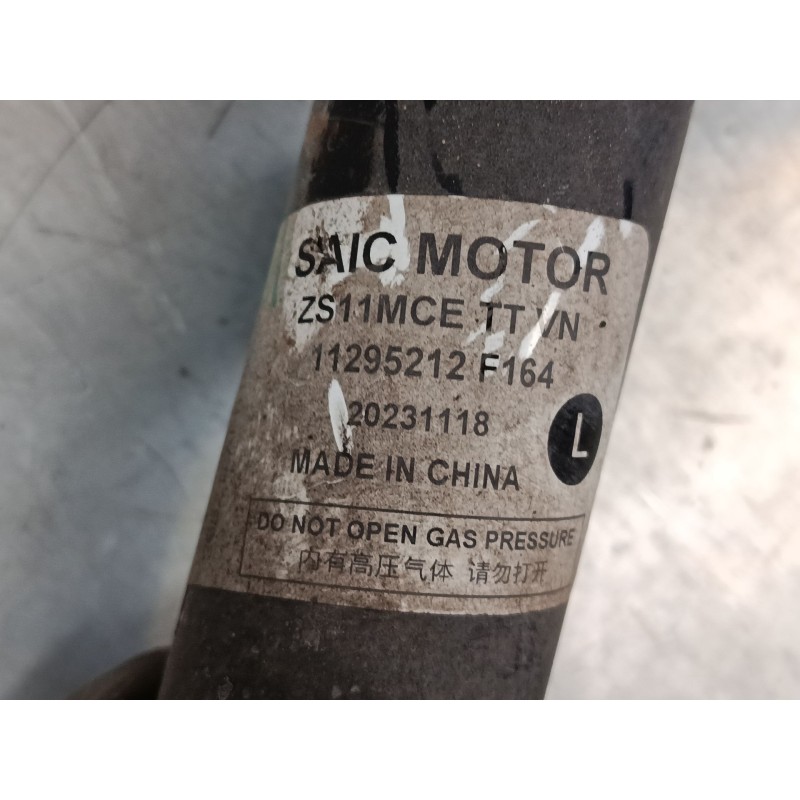 SAIC MOTOR
ZS11MCE TT VN
11295212 F164
20231118
L
MADE IN CHINA
DO NOT OPEN GAS PRESSURE
内有高压气体 请勿打开